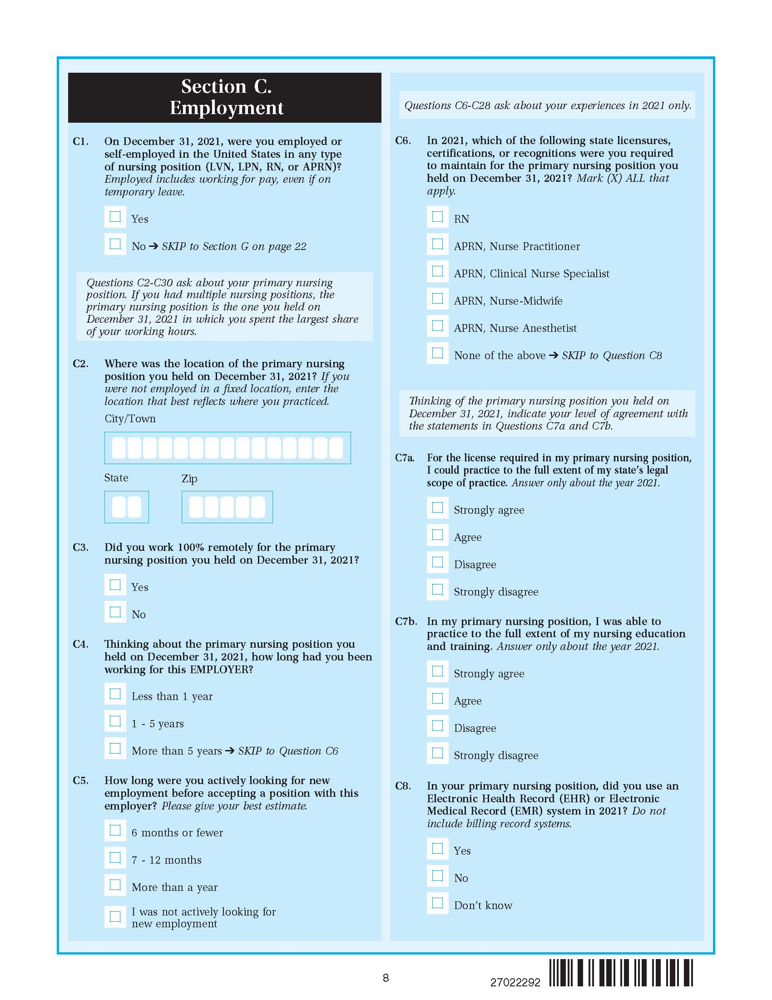 Section C.
Employment
C1. On December 31, 2021, were you employed or
self-employed in the United States in any type
of nursing position (LVN, LPN, RN, or APRN)?
Employed includes working for pay, even if on
temporary leave.
Yes
No ➔ SKIP to Section G on page 22
Questions C2-C30 ask about your primary nursing
position. If you had multiple nursing positions, the
primary nursing position is the one you held on
December 31, 2021 in which you spent the largest share
of your working hours.
C2. Where was the location of the primary nursing
position you held on December 31, 2021? If you
were not employed in a fixed location, enter the
location that best reflects where you practiced.
City/Town
State Zip
C3. Did you work 100% remotely for the primary
nursing position you held on December 31, 2021?
Yes
No
C4. Thinking about the primary nursing position you
held on December 31, 2021, how long had you been
working for this EMPLOYER?
Less than 1 year
1 - 5 years
More than 5 years ➔ SKIP to Question C6
C5. How long were you actively looking for new
employment before accepting a position with this
employer? Please give your best estimate.
6 months or fewer
7 - 12 months
More than a year
I was not actively looking for
new employment
Questions C6-C28 ask about your experiences in 2021 only.
C6. In 2021, which of the following state licensures,
certifications, or recognitions were you required
to maintain for the primary nursing position you
held on December 31, 2021? Mark (X) ALL that
apply.
RN
APRN, Nurse Practitioner
APRN, Clinical Nurse Specialist
APRN, Nurse-Midwife
APRN, Nurse Anesthetist
None of the above ➔ SKIP to Question C8
Thinking of the primary nursing position you held on
December 31, 2021, indicate your level of agreement with
the statements in Questions C7a and C7b.
C7a. For the license required in my primary nursing position,
I could practice to the full extent of my state's legal
scope of practice. Answer only about the year 2021.
Strongly agree
Agree
Disagree
Strongly disagree
C7b. In my primary nursing position, I was able to
practice to the full extent of my nursing education
and training. Answer only about the year 2021.
Strongly agree
Agree
Disagree
Strongly disagree
C8. In your primary nursing position, did you use an
Electronic Health Record (EHR) or Electronic
Medical Record (EMR) system in 2021? Do not
include billing record systems.
Yes
No
Don't know
8
27022292